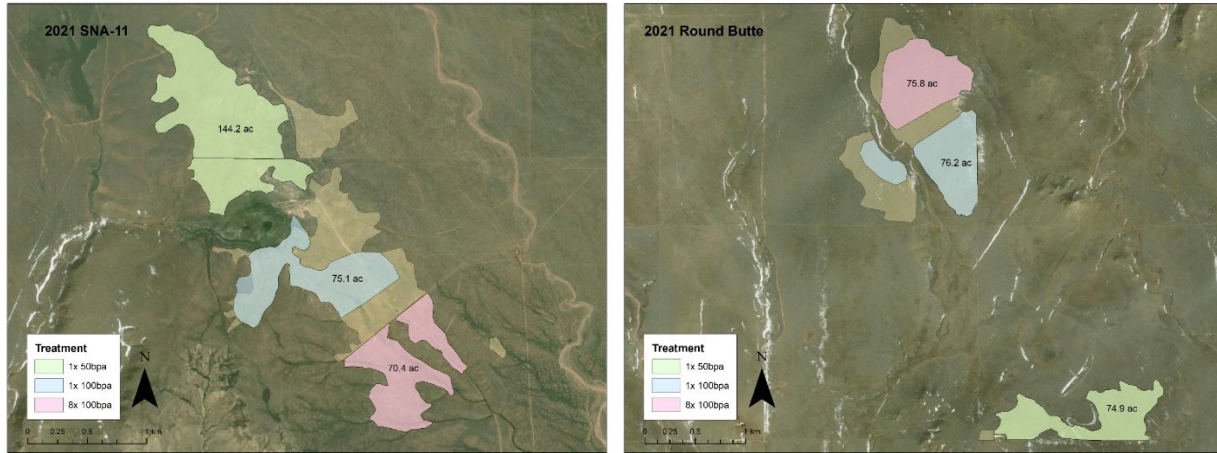 2021 SNA-11
144.2 ac
75.1 ac
70.4 ac
Treatment
1x 50bpa
1x 100bpa
8x 100bpa
N
0 0.25 0.5 1 km
2021 Round Butte
75.8 ac
76.2 ac
74.9 ac
Treatment
1x 50bpa
1x 100bpa
8x 100bpa
N
0 0.25 0.5 1 km